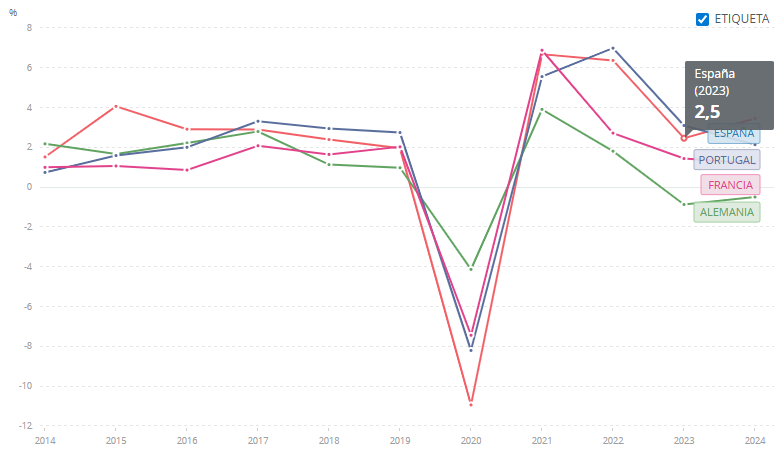 %
ETIQUETA
8
6
4
2
0
-2
-4
-6
-8
-10
-12
España
(2023)
2,5
ESPAÑA
PORTUGAL
FRANCIA
ALEMANIA
2014 2015 2016 2017 2018 2019 2020 2021 2022 2023 2024